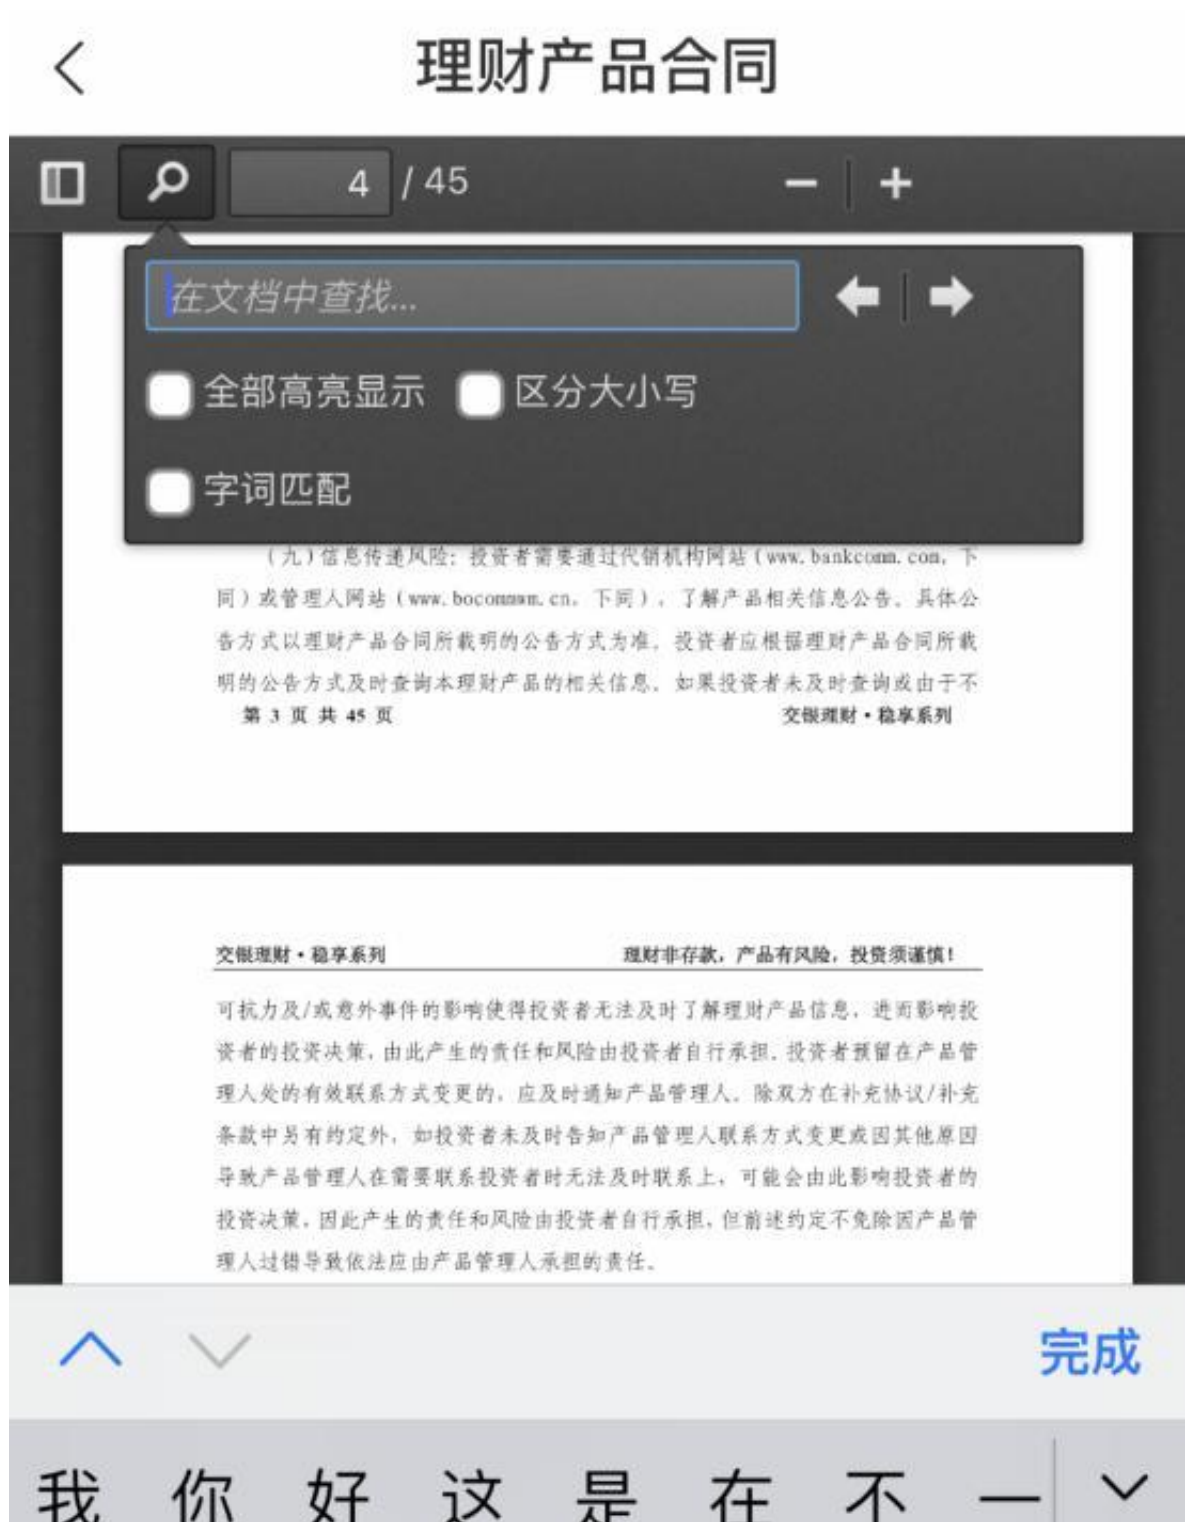 理财产品合同
4 / 45
在文档中查找...
全部高亮显示 区分大小写
字词匹配
（九）信息传递风险：投资者需要通过代销机构网站（www.bankcomm.com，下
同）或管理人网站（www.bocommwm.cn，下同），了解产品相关信息公告。具体公
告方式以理财产品合同所载明的公告方式为准。投资者应根据理财产品合同所载
明的公告方式及时查询本理财产品的相关信息。如果投资者未及时查询或由于不
第 3 页 共 45 页 交银理财·稳享系列
交银理财·稳享系列 理财非存款，产品有风险，投资须谨慎！
可抗力及/或意外事件的影响使得投资者无法及时了解理财产品信息，进而影响投
资者的投资决策，由此产生的责任和风险由投资者自行承担。投资者预留在产品管
理人处的有效联系方式变更的，应及时通知产品管理人。除双方在补充协议/补充
条款中另有约定外，如投资者未及时告知产品管理人联系方式变更或因其他原因
导致产品管理人在需要联系投资者时无法及时联系上，可能会由此影响投资者的
投资决策，因此产生的责任和风险由投资者自行承担，但前述约定不免除因产品管
理人过错导致依法应由产品管理人承担的责任。
完成
我 你 好 这 是 在 不 一